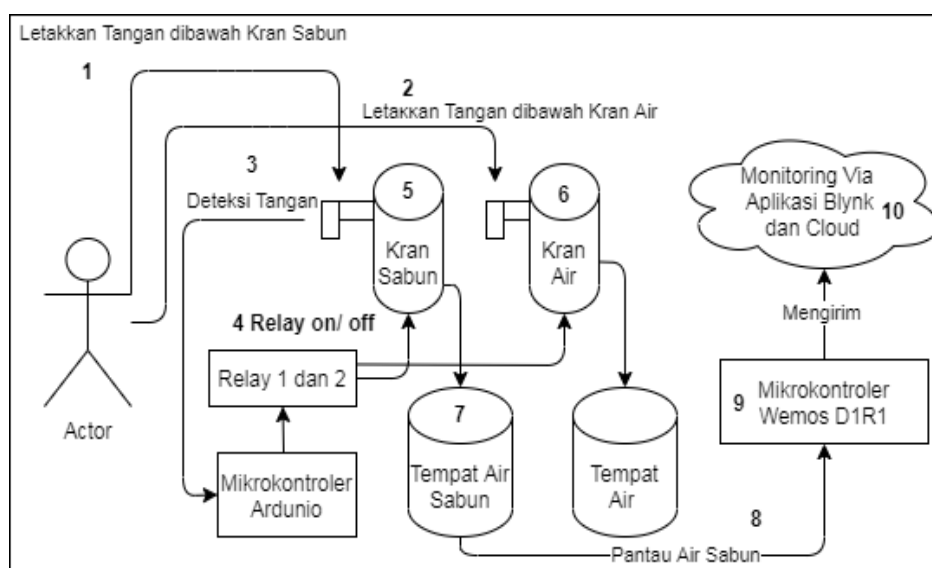 Letakkan Tangan dibawah Kran Sabun
1
2
Letakkan Tangan dibawah Kran Air
3
Deteksi Tangan
5
Kran
Sabun
6
Kran
Air
Monitoring Via
Aplikasi Blynk 10
dan Cloud
Mengirim
4 Relay on/ off
Relay 1 dan 2
Actor
Mikrokontroler
Ardunio
7
Tempat Air
Sabun
Tempat
Air
9
Mikrokontroler
Wemos D1R1
8
Pantau Air Sabun